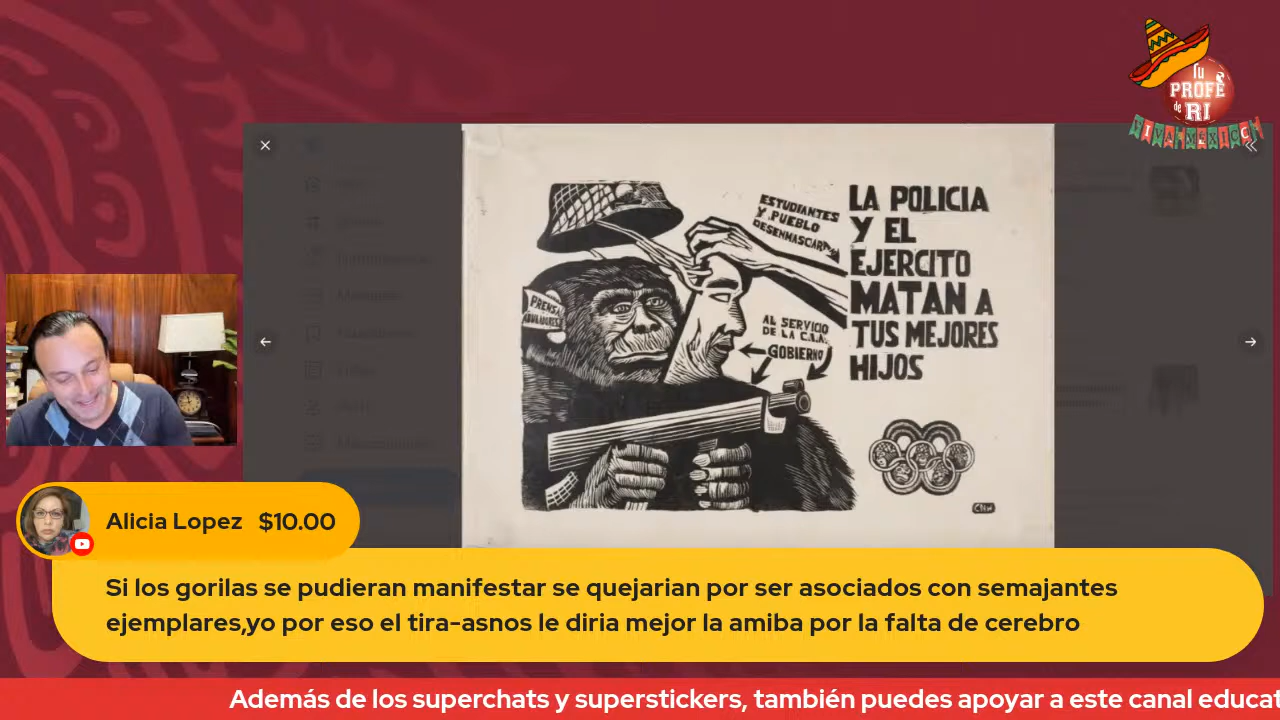 Tu
PROFE
de RI
VIVA MÉXICO
ESTUDIANTES
Y PUEBLO
DESENMASCARAN
LA POLICIA
Y EL
EJERCITO
MATAN A
TUS MEJORES
HIJOS
PRENSA
AL SERVICIO
DE LA C.I.A.
GOBIERNO
Alicia Lopez $10.00
Si los gorilas se pudieran manifestar se quejarian por ser asociados con semajantes
ejemplares,yo por eso el tira-asnos le diria mejor la amiba por la falta de cerebro
Además de los superchats y superstickers, también puedes apoyar a este canal educat